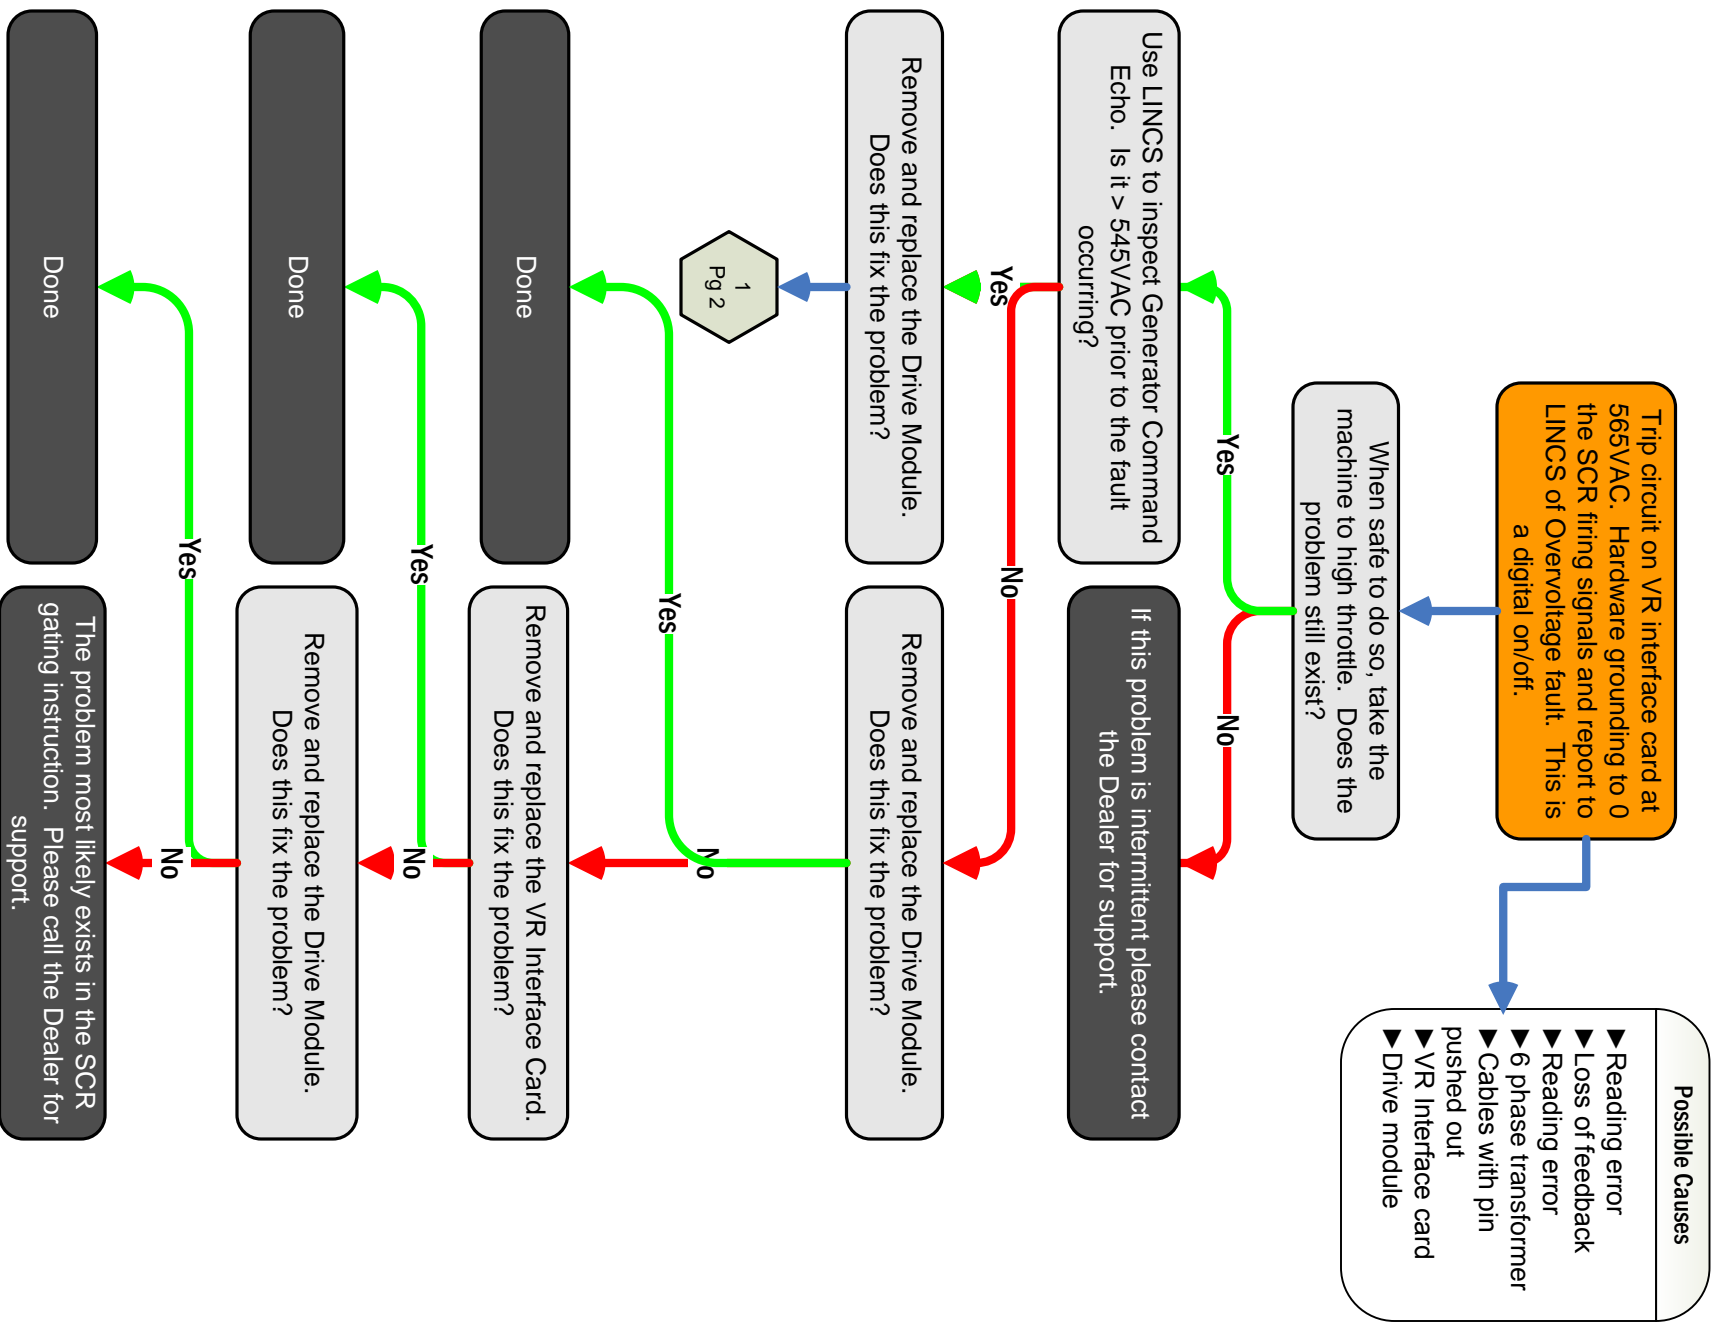 Trip circuit on VR interface card at
565VAC. Hardware grounding to 0
the SCR firing signals and report to
LINCS of Overvoltage fault. This is
a digital on/off.
Possible Causes
►Reading error
►Loss of feedback
►Reading error
►6 phase transformer
►Cables with pin
pushed out
►VR Interface card
►Drive module
When safe to do so, take the
machine to high throttle. Does the
problem still exist?
Yes
No
Use LINCS to inspect Generator Command
Echo. Is it > 545VAC prior to the fault
occurring?
If this problem is intermittent please contact
the Dealer for support.
Yes
No
Remove and replace the Drive Module.
Does this fix the problem?
Remove and replace the Drive Module.
Does this fix the problem?
1
Pg 2
Yes
No
Done
Remove and replace the VR Interface Card.
Does this fix the problem?
Yes
No
Done
Remove and replace the Drive Module.
Does this fix the problem?
Yes
No
Done
The problem most likely exists in the SCR
gating instruction. Please call the Dealer for
support.